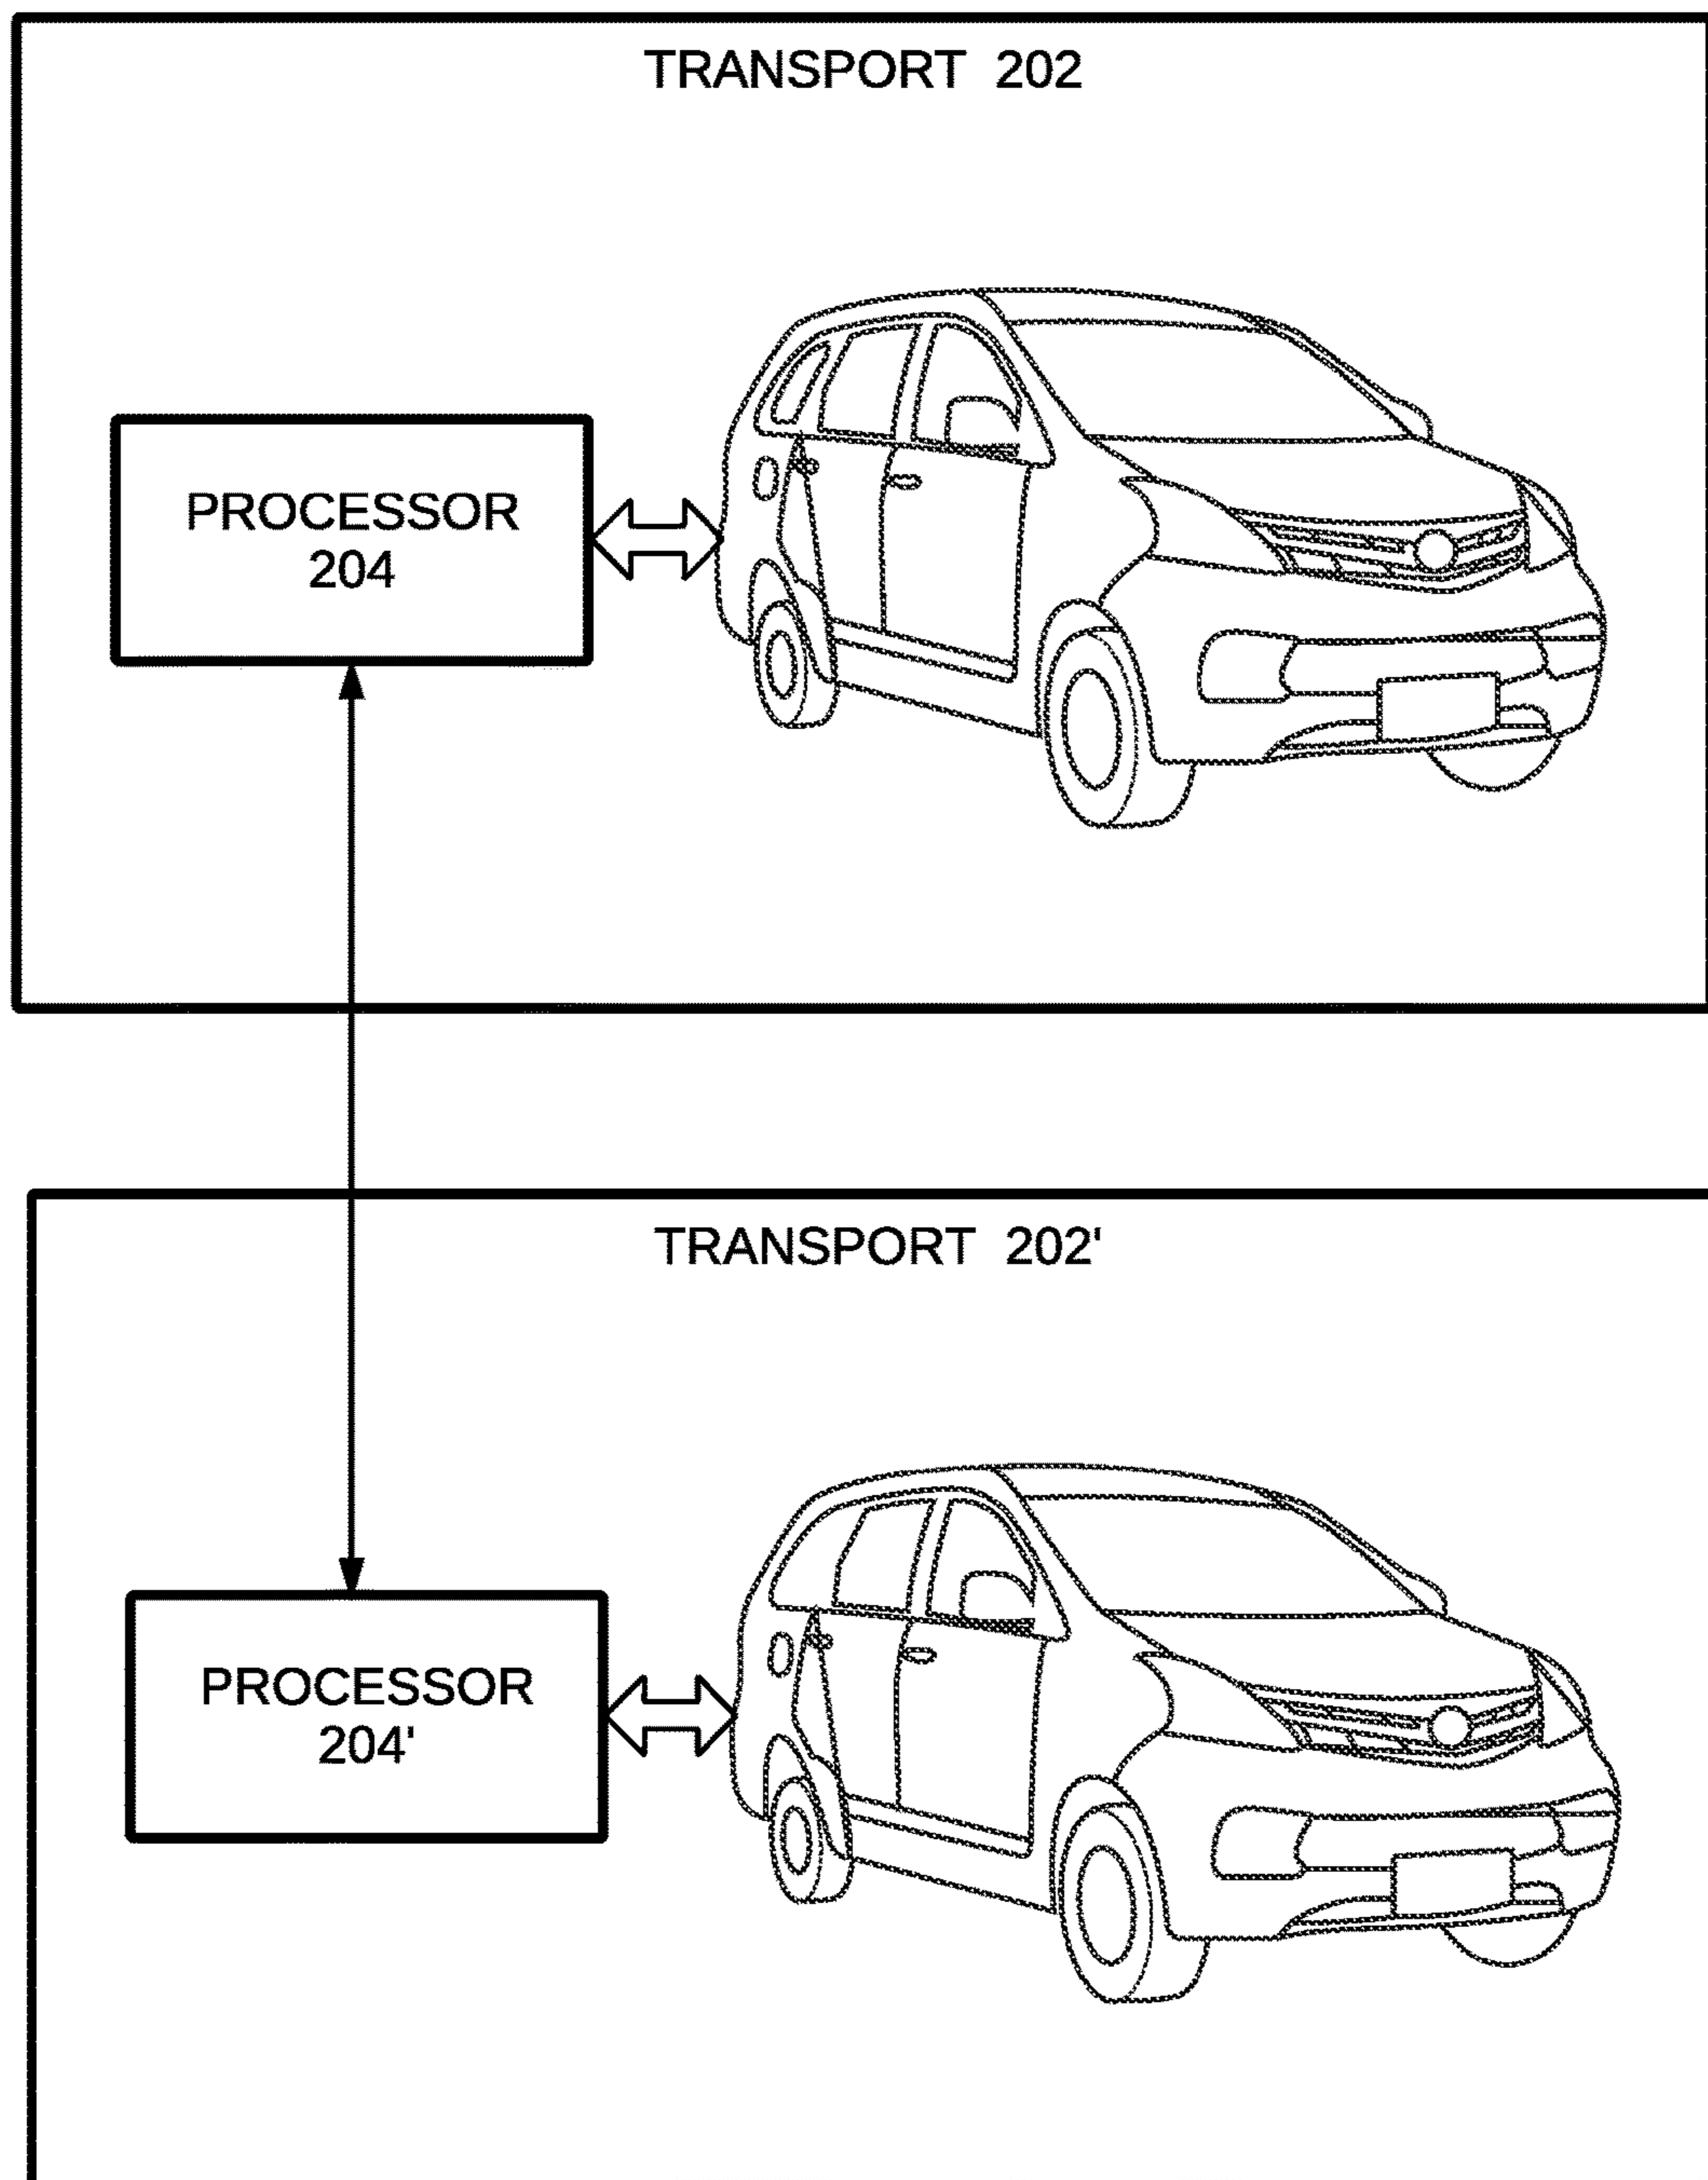 TRANSPORT 202
PROCESSOR
204
TRANSPORT 202'
PROCESSOR
204'